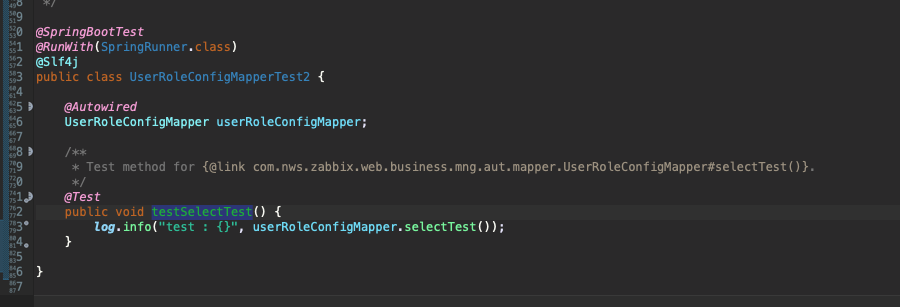 */
@SpringBootTest
@RunWith(SpringRunner.class)
@Slf4j
public class UserRoleConfigMapperTest2 {
@Autowired
UserRoleConfigMapper userRoleConfigMapper;
/**
* Test method for {@link com.nws.zabbix.web.business.mng.aut.mapper.UserRoleConfigMapper#selectTest()}.
*/
@Test
public void testSelectTest() {
log.info("test : {}", userRoleConfigMapper.selectTest());
}
}